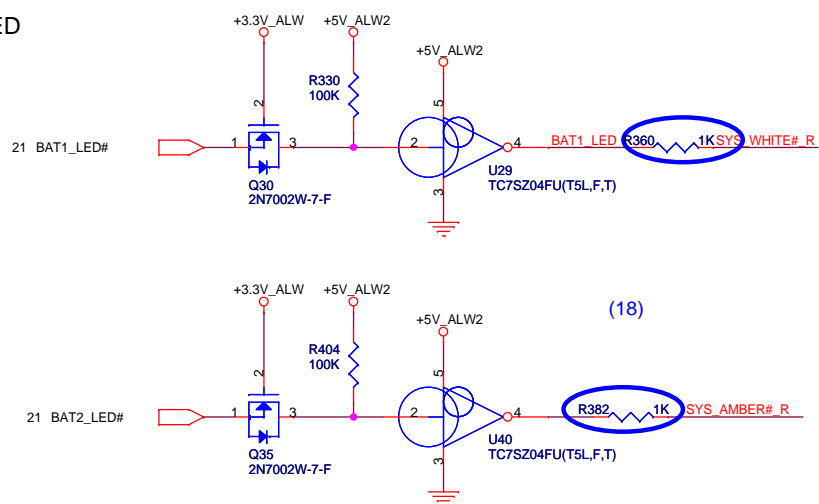 ED
+3.3V_ALW
+5V_ALW2
+5V_ALW2
R330
100K
2
5
21 BAT1_LED#
1
3
2
4
BAT1_LED
R360
1K
SYS_WHITE#_R
3
Q30
2N7002W-7-F
U29
TC7SZ04FU(T5L,F,T)
+3.3V_ALW
+5V_ALW2
(18)
+5V_ALW2
R404
100K
2
5
21 BAT2_LED#
1
3
2
4
R382
1K
SYS_AMBER#_R
3
Q35
2N7002W-7-F
U40
TC7SZ04FU(T5L,F,T)